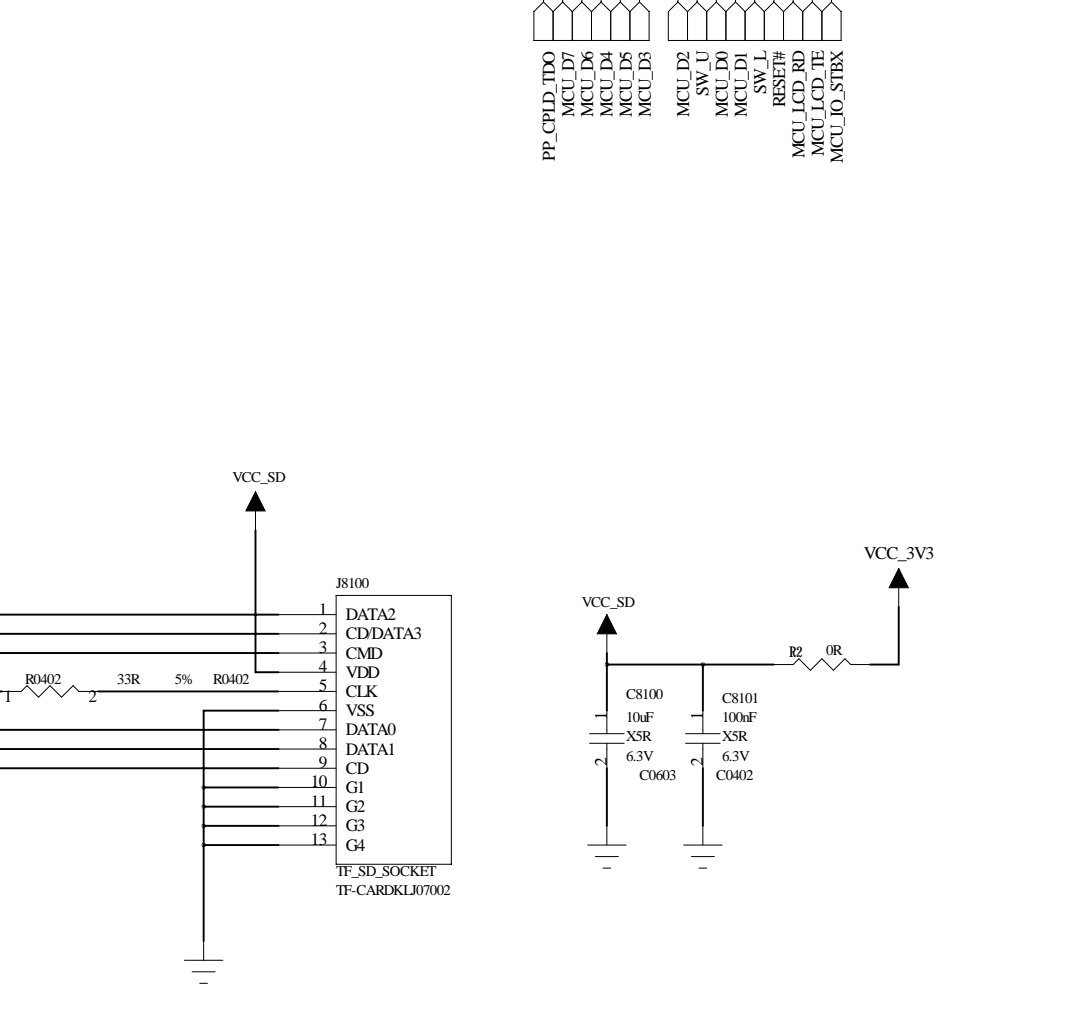 PP_CPLD_TDO
MCU_D7
MCU_D6
MCU_D4
MCU_D5
MCU_D3
MCU_D2
SW_U
MCU_D0
MCU_D1
SW_L
RESET#
MCU_LCD_RD
MCU_LCD_TE
MCU_IO_STBX
VCC_SD
J8100
1 DATA2
2 CD/DATA3
3 CMD
4 VDD
5 CLK
6 VSS
7 DATA0
8 DATA1
9 CD
10 G1
11 G2
12 G3
13 G4
TF_SD_SOCKET
TF-CARDKLJ07002
1 R0402 2 33R 5% R0402
VCC_SD
VCC_3V3
R2 0R
C8100
1
10uF
X5R
6.3V
2
C0603
C8101
1
100nF
X5R
6.3V
2
C0402